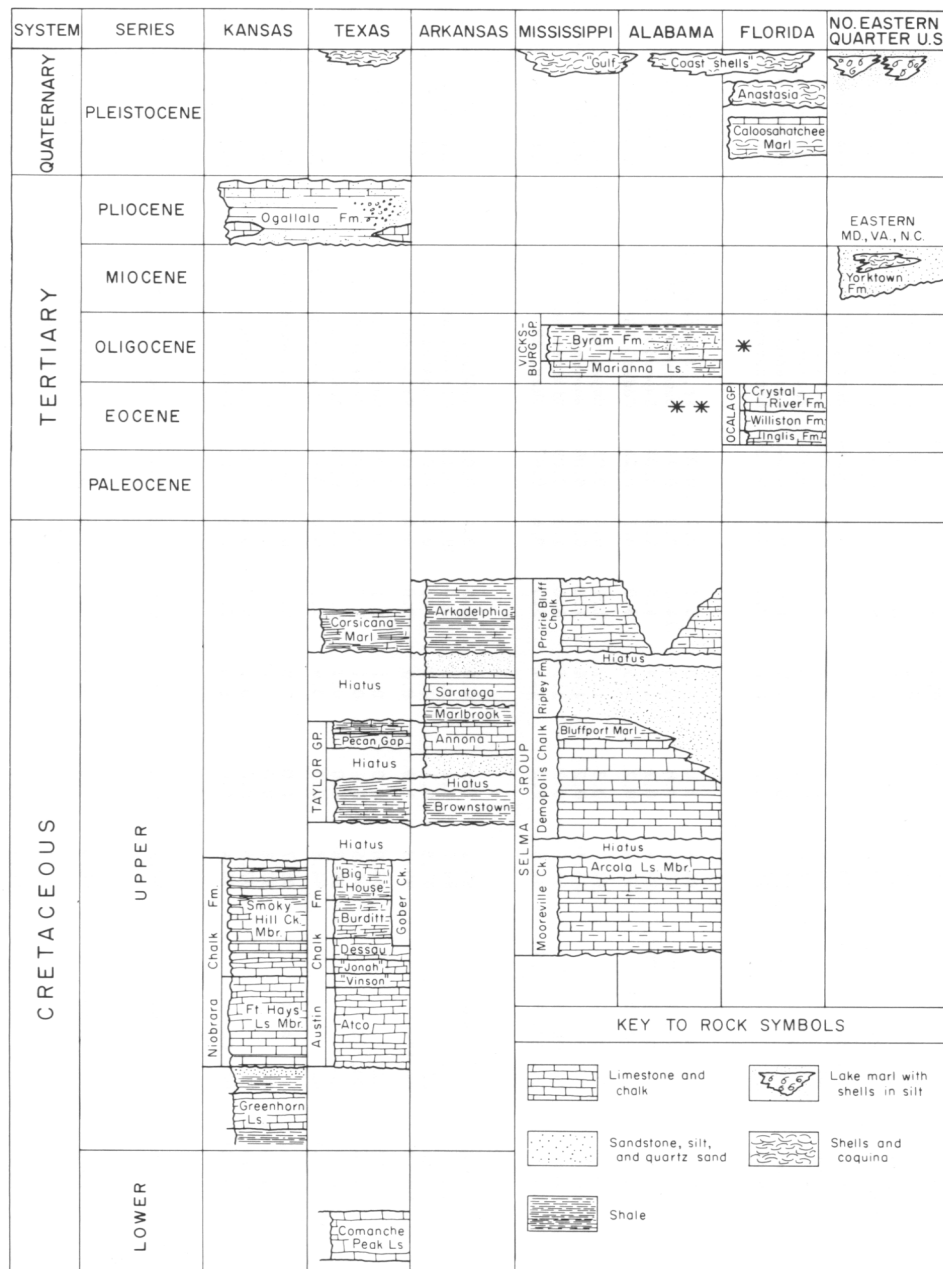 SYSTEM
SERIES
KANSAS
TEXAS
ARKANSAS
MISSISSIPPI
ALABAMA
FLORIDA
NO. EASTERN
QUARTER U.S.
QUATERNARY
PLEISTOCENE
"Gulf
Coast shells"
Anastasia
Caloosahatchee
Marl
TERTIARY
PLIOCENE
Ogallala Fm.
EASTERN
MD., VA., N.C.
MIOCENE
Yorktown
Fm.
OLIGOCENE
VICKS-
BURG GP.
Byram Fm.
Marianna Ls
*
EOCENE
* *
OCALA GP.
Crystal
River Fm.
Williston Fm.
Inglis Fm.
PALEOCENE
CRETACEOUS
UPPER
Corsicana
Marl
Arkadelphia
SELMA GROUP
Prairie Bluff
Chalk
Hiatus
Hiatus
Saratoga
Ripley Fm.
Marlbrook
TAYLOR GP.
Pecan Gap
Annona
Bluffport Marl
Demopolis Chalk
Hiatus
Hiatus
Brownstown
Hiatus
Hiatus
Niobrara Chalk Fm.
Smoky
Hill Ck.
Mbr.
Austin Chalk Fm
"Big
House"
Gober Ck.
Burditt
Dessau
"Jonah"
"Vinson"
Mooreville Ck.
Arcola Ls Mbr.
Ft Hays
Ls Mbr.
Atco
Greenhorn
Ls
LOWER
Comanche
Peak Ls
KEY TO ROCK SYMBOLS
Limestone and
chalk
Lake marl with
shells in silt
Sandstone, silt,
and quartz sand
Shells and
coquina
Shale